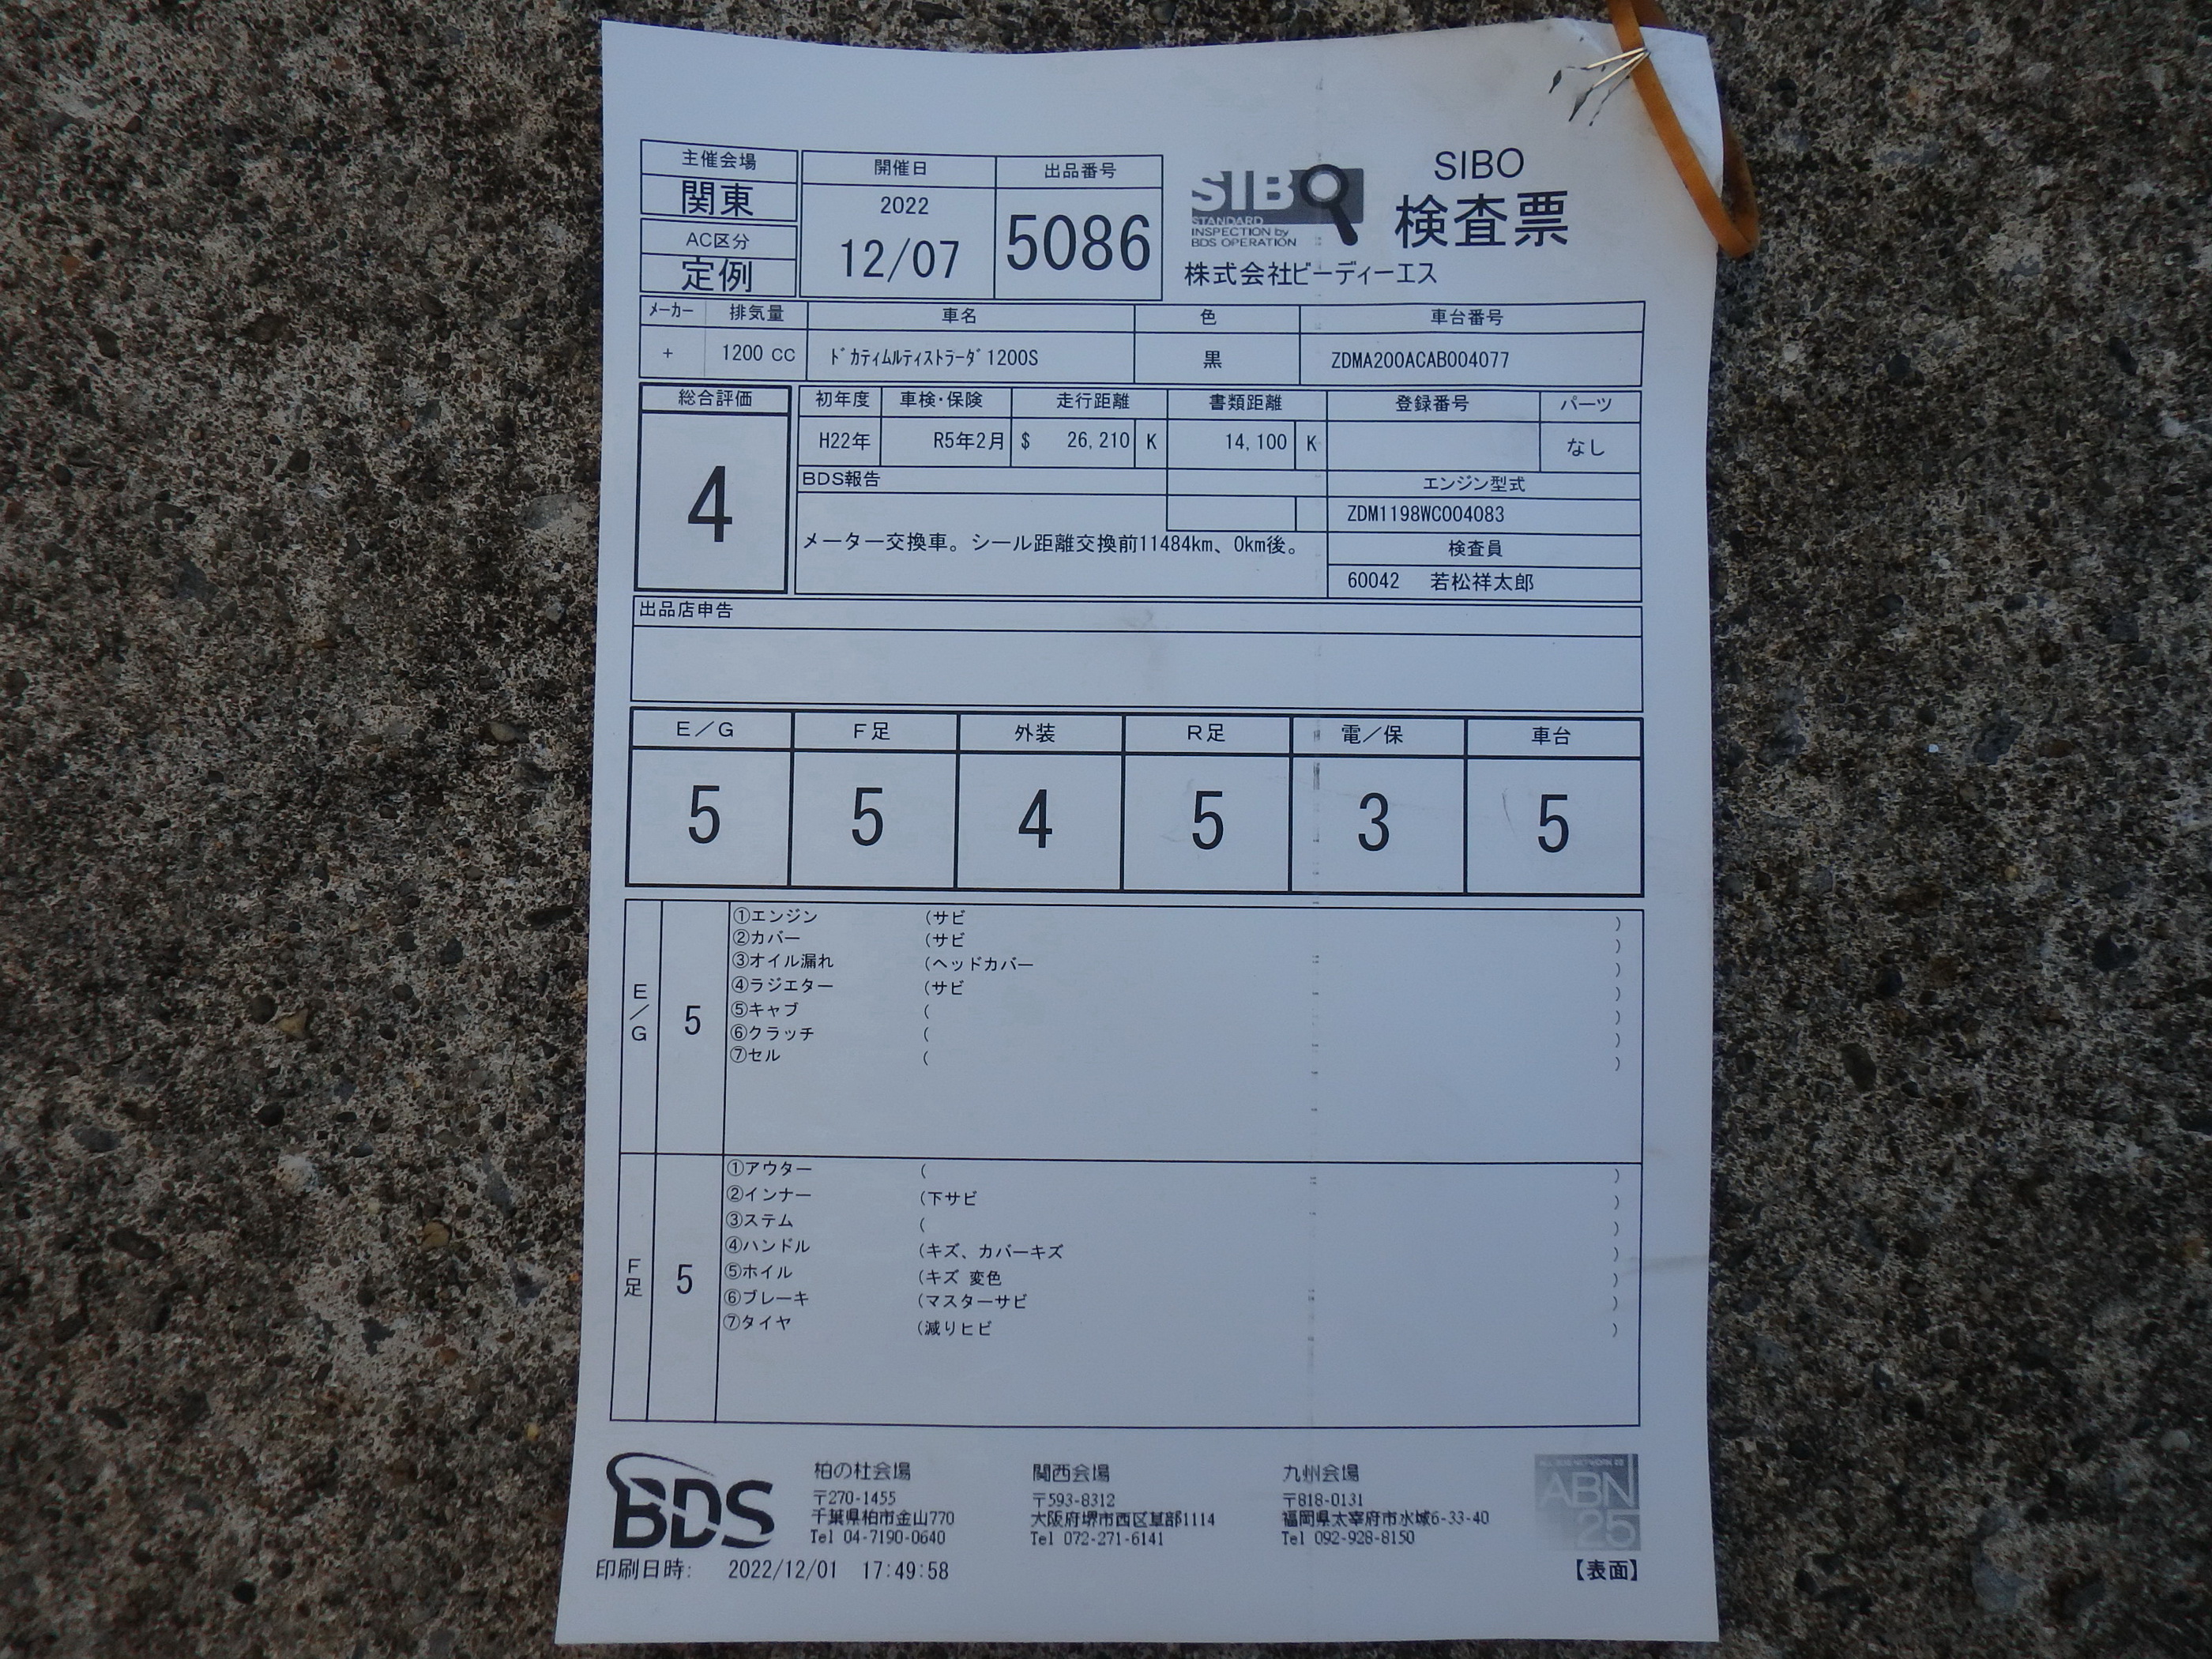 主催会場
関東
AC区分
定例
開催日
2022
12/07
出品番号
5086
SIBO
STANDARD
INSPECTION by
BDS OPERATION
SIBO
検査票
株式会社ビーディーエス
メーカー 排気量 車名 色 車台番号
+ 1200 CC ﾄﾞｶﾃｨﾑﾙﾃｨｽﾄﾗｰﾀﾞ1200S 黒 ZDMA200ACAB004077
総合評価
4
初年度 車検・保険 走行距離 書類距離 登録番号 パーツ
H22年 R5年2月 $ 26,210 K 14,100 K なし
BDS報告
メーター交換車。シール距離交換前11484km、0km後。
エンジン型式
ZDM1198WC004083
検査員
60042 若松祥太郎
出品店申告
E／G F足 外装 R足 電／保 車台
5 5 4 5 3 5
E／G
5
①エンジン (サビ )
②カバー (サビ )
③オイル漏れ (ヘッドカバー )
④ラジエター (サビ )
⑤キャブ ( )
⑥クラッチ ( )
⑦セル ( )
F足
5
①アウター ( )
②インナー (下サビ )
③ステム ( )
④ハンドル (キズ、カバーキズ )
⑤ホイル (キズ 変色 )
⑥ブレーキ (マスターサビ )
⑦タイヤ (減りヒビ )
BDS
柏の杜会場
〒270-1455
千葉県柏市金山770
Tel 04-7190-0640
関西会場
〒593-8312
大阪府堺市西区草部1114
Tel 072-271-6141
九州会場
〒818-0131
福岡県太宰府市水城6-33-40
Tel 092-928-8150
ABN
25
印刷日時: 2022/12/01 17:49:58
【表面】